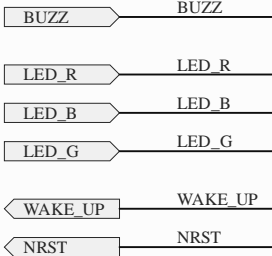 BUZZ BUZZ
LED_R LED_R
LED_B LED_B
LED_G LED_G
WAKE_UP WAKE_UP
NRST NRST